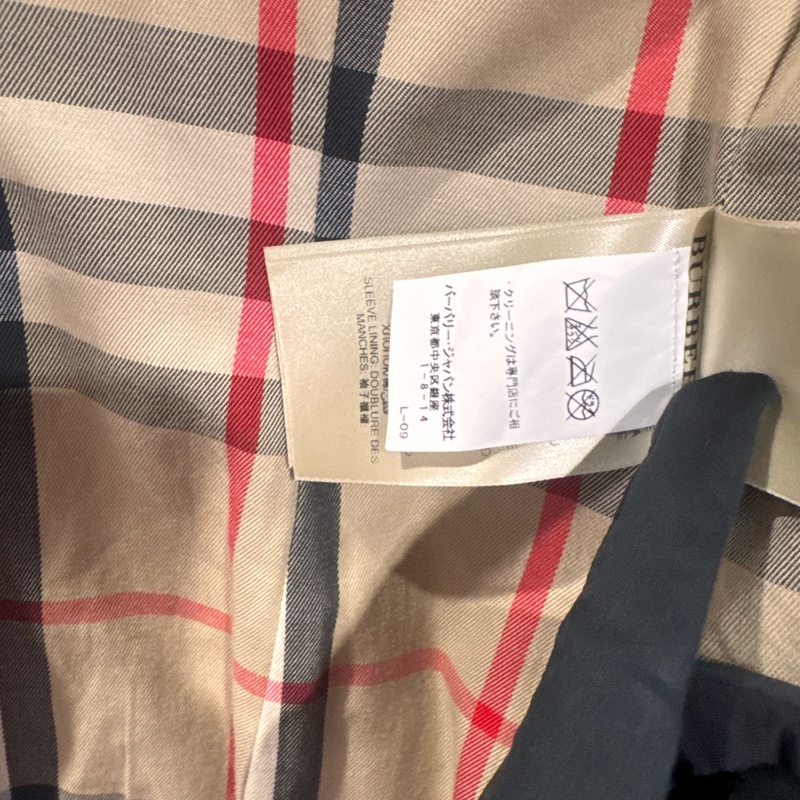 BURBE
・クリーニングは専門店にご相
談下さい。
バーバリー・ジャパン株式会社
東京都中央区銀座
1-8-14
L-09
SLEEVE LINING: DOUBLURE DES
MANCHES: 袖子襯裡